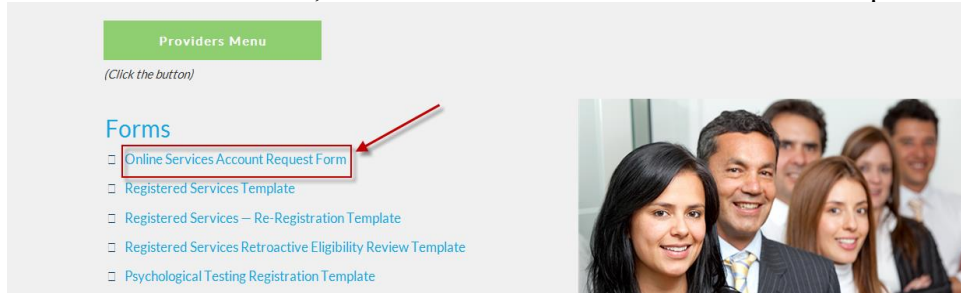 Providers Menu
(Click the button)
Forms
Online Services Account Request Form
Registered Services Template
Registered Services – Re-Registration Template
Registered Services Retroactive Eligibility Review Template
Psychological Testing Registration Template